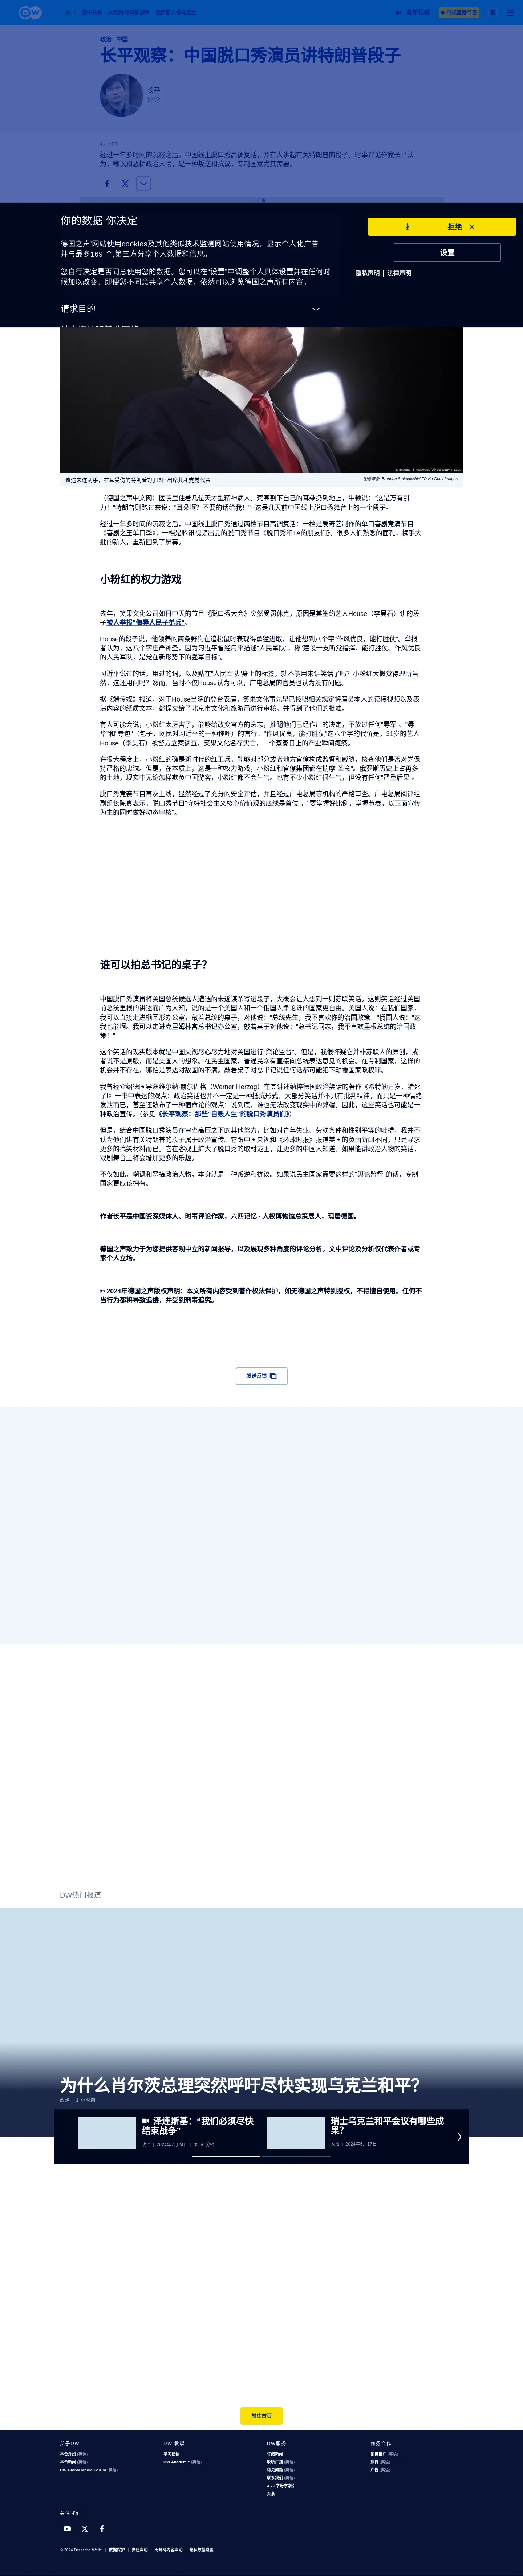 最新视频
在线直播节目
政治 | 中国
长平观察：中国脱口秀演员讲特朗普段子
长平
评论
4 小时前
经过一年多时间的沉寂之后，中国线上脱口秀高调复活，并有人讲起有关特朗普的段子。时事评论作家长平认
为，嘲讽和恶搞政治人物，是一种叛逆和抗议，专制国家尤其需要。
广告
你的数据 你决定
拒绝
德国之声'网站使用cookies及其他类似技术监测网站使用情况，显示个人化广告
并与最多169 个;第三方分享个人数据和信息。
设置
您自行决定是否同意使用您的数据。您可以在“设置”中调整个人具体设置并在任何时
候加以改变。即便您不同意共享个人数据，依然可以浏览德国之声所有内容。
隐私声明 | 法律声明
请求目的
遭遇未遂刺杀，右耳受伤的特朗普7月15日出席共和党党代会
图像来源: Brendan Smialowski/AFP via Getty Images
（德国之声中文网）医院里住着几位天才型精神病人。梵高割下自己的耳朵扔到地上，牛顿说："这是万有引
力！"特朗普则跑过来说："耳朵啊？不要的话给我！"--这是几天前中国线上脱口秀舞台上的一个段子。
经过一年多时间的沉寂之后，中国线上脱口秀通过两档节目高调复活：一档是爱奇艺制作的单口喜剧竞演节目
《喜剧之王单口季》，一档是腾讯视频出品的脱口秀节目《脱口秀和TA的朋友们》。很多人们熟悉的面孔，携手大
批的新人，重新回到了屏幕。
小粉红的权力游戏
去年，笑果文化公司如日中天的节目《脱口秀大会》突然受罚休克，原因是其签约艺人House（李昊石）讲的段
子被人举报"侮辱人民子弟兵"。
House的段子说，他领养的两条野狗在追松鼠时表现得勇猛进取，让他想到八个字"作风优良，能打胜仗"。举报
者认为，这八个字庄严神圣，因为习近平曾经用来描述"人民军队"，称"建设一支听党指挥、能打胜仗、作风优良
的人民军队，是党在新形势下的强军目标"。
习近平说过的话，用过的词，以及贴在"人民军队"身上的标签，就不能用来讲笑话了吗？小粉红大概觉得理所当
然，这还用问吗？然而，当时不仅House认为可以，广电总局的官员也认为没有问题。
据《端传媒》报道，对于House当晚的登台表演，笑果文化事先早已按照相关规定将演员本人的读稿视频以及表
演内容的纸质文本，都提交给了北京市文化和旅游局进行审核，并得到了他们的批准。
有人可能会说，小粉红太厉害了，能够给改变官方的意志，推翻他们已经作出的决定，不放过任何"辱军"、"辱
华"和"辱包"（包子，网民对习近平的一种称呼）的言行。"作风优良，能打胜仗"这八个字的代价是，31岁的艺人
House（李昊石）被警方立案调查，笑果文化名存实亡，一个蒸蒸日上的产业瞬间瘫痪。
在很大程度上，小粉红的确是新时代的红卫兵，能够对部分或者地方官僚构成监督和威胁，核查他们是否对党保
持严格的忠诚。但是，在本质上，这是一种权力游戏，小粉红和官僚集团都在揣摩"圣意"。俄罗斯历史上占再多
的土地，现实中无论怎样欺负中国游客，小粉红都不会生气。也有不少小粉红很生气，但没有任何"严重后果"。
脱口秀竞赛节目再次上线，显然经过了充分的安全评估，并且经过广电总局等机构的严格审查。广电总局阅评组
副组长陈真表示，脱口秀节目"守好社会主义核心价值观的底线是首位"，"要掌握好比例，掌握节奏，以正面宣传
为主的同时做好动态审核"。
谁可以拍总书记的桌子？
中国脱口秀演员将美国总统候选人遭遇的未遂谋杀写进段子，大概会让人想到一则苏联笑话。这则笑话经过美国
前总统里根的讲述而广为人知，说的是一个美国人和一个俄国人争论谁的国家更自由。美国人说：在我们国家，
我可以直接走进椭圆形办公室，敲着总统的桌子，对他说："总统先生，我不喜欢你的治国政策！"俄国人说："这
我也能啊。我可以走进克里姆林宫总书记办公室，敲着桌子对他说："总书记同志，我不喜欢里根总统的治国政
策！"
这个笑话的现实版本就是中国央视尽心尽力地对美国进行"舆论监督"。但是，我很怀疑它并非苏联人的原创，或
者不是原版，而是美国人的想象。在民主国家，普通民众敲着桌子向总统表达意见的机会。在专制国家，这样的
机会并不存在，哪怕是表达对敌国的不满。敲着桌子对总书记说任何话都可能犯下颠覆国家政权罪。
我曾经介绍德国导演维尔纳·赫尔佐格（Werner Herzog）在其讲述纳粹德国政治笑话的著作《希特勒万岁，猪死
了!》一书中表达的观点：政治笑话也并不一定是一种抵抗形式，大部分笑话并不具有批判精神，而只是一种情绪
发泄而已，甚至还散布了一种宿命论的观点：说到底，一个笑话也无法改变现实中的弊端。因此，这些笑话可能是一
种政治宣传。（参见《长平观察：那些"自毁人生"的脱口秀演员们》）
但是，结合中国脱口秀演员在审查高压之下的其他努力，比如对青年失业、劳动条件和性别平等的吐槽，我并不
认为他们讲有关特朗普的段子属于政治宣传。它跟中国央视和《环球时报》报道美国的负面新闻不同，只是寻求
更多的搞笑材料而已。它在客观上扩大了脱口秀的取材范围，让更多的中国人知道，如果能讲政治人物的笑话，
戏剧舞台上将会增加更多的乐趣。
不仅如此，嘲讽和恶搞政治人物，本身就是一种叛逆和抗议。如果说民主国家需要这样的"舆论监督"的话，专制
国家更应该拥有。
作者长平是中国资深媒体人、时事评论作家，六四记忆 · 人权博物馆总策展人，现居德国。
德国之声致力于为您提供客观中立的新闻报导，以及展现多种角度的评论分析。文中评论及分析仅代表作者或专
家个人立场。
© 2024年德国之声版权声明：本文所有内容受到著作权法保护，如无德国之声特别授权，不得擅自使用。任何不
当行为都将导致追偿，并受到刑事追究。
发送反馈
DW热门报道
为什么肖尔茨总理突然呼吁尽快实现乌克兰和平？
政治 | 1 小时前
泽连斯基：“我们必须尽快
结束战争”
政治 | 2024年7月24日 | 00:56 分钟
瑞士乌克兰和平会议有哪些成
果？
政治 | 2024年6月17日
前往首页
关于DW
本台介绍 (英语)
本台新闻 (英语)
DW Global Media Forum (英语)
DW 教學
学习德语
DW Akademie (英语)
DW服务
订阅新闻
收听广播 (英语)
常见问题 (英语)
联系我们 (英语)
A - Z字母序索引
头条
商务合作
销售推广 (英语)
旅行 (英语)
广告 (英语)
关注我们
© 2024 Deutsche Welle | 数据保护 | 责任声明 | 无障碍内容声明 | 隐私数据设置